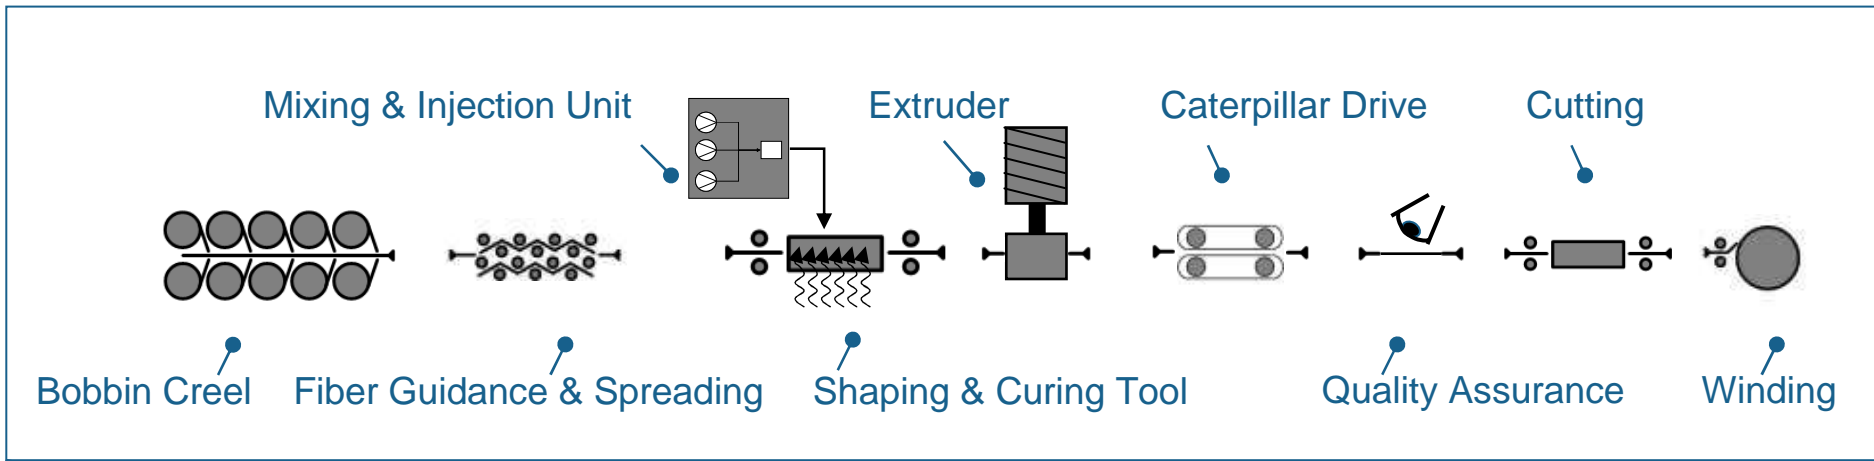 Mixing & Injection Unit
Extruder
Caterpillar Drive
Cutting
Bobbin Creel
Fiber Guidance & Spreading
Shaping & Curing Tool
Quality Assurance
Winding